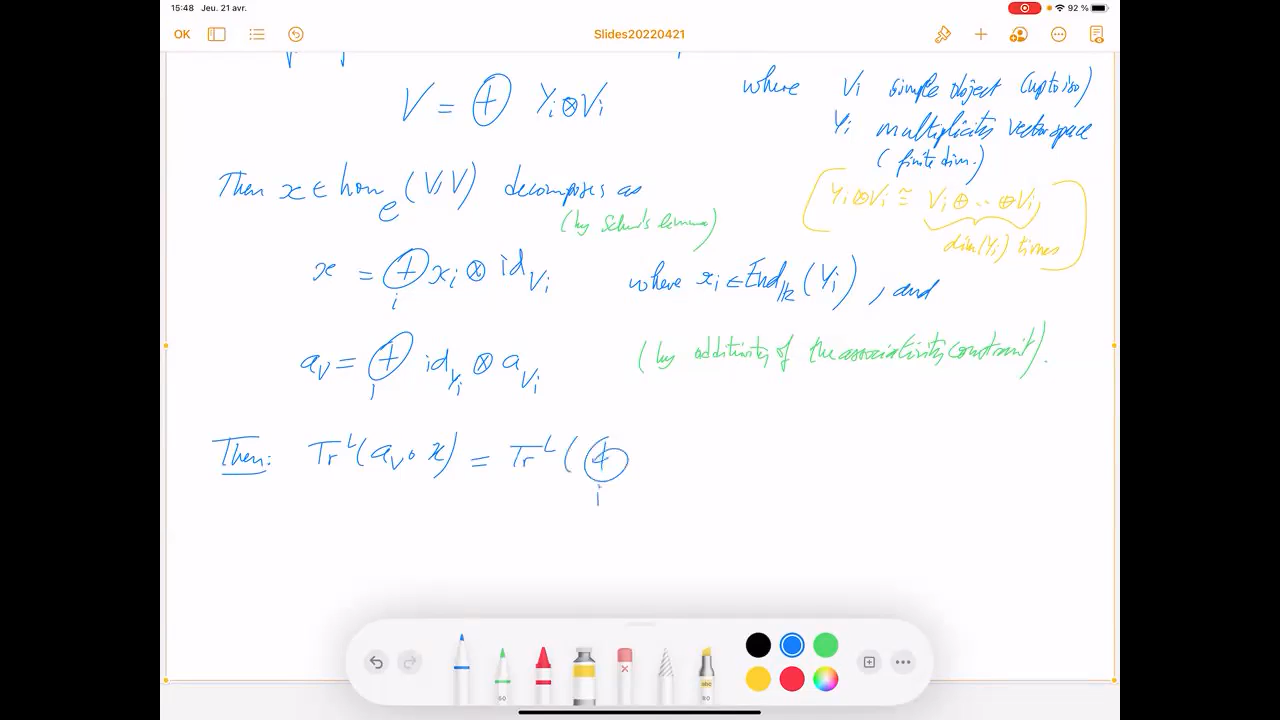 15:48 Jeu. 21 avr.
92 %
OK
Slides20220421
V = ⊕ Yi ⊗ Vi
where Vi simple object (up to iso)
Yi multiplicity vector space
(finite dim.)
Then x ∈ hom_e (V, V) decomposes as
(by Schur's lemma)
[ Yi ⊗ Vi ≅ Vi ⊕ .. ⊕ Vi,
dim(Yi) times ]
x = ⊕_i xi ⊗ id_Vi where xi ∈ End_k (Yi), and
a_V = ⊕_i id_Yi ⊗ a_Vi (by additivity of the associativity constraint).
Then: Tr^L (a_V ∘ x) = Tr^L ( ⊕_i